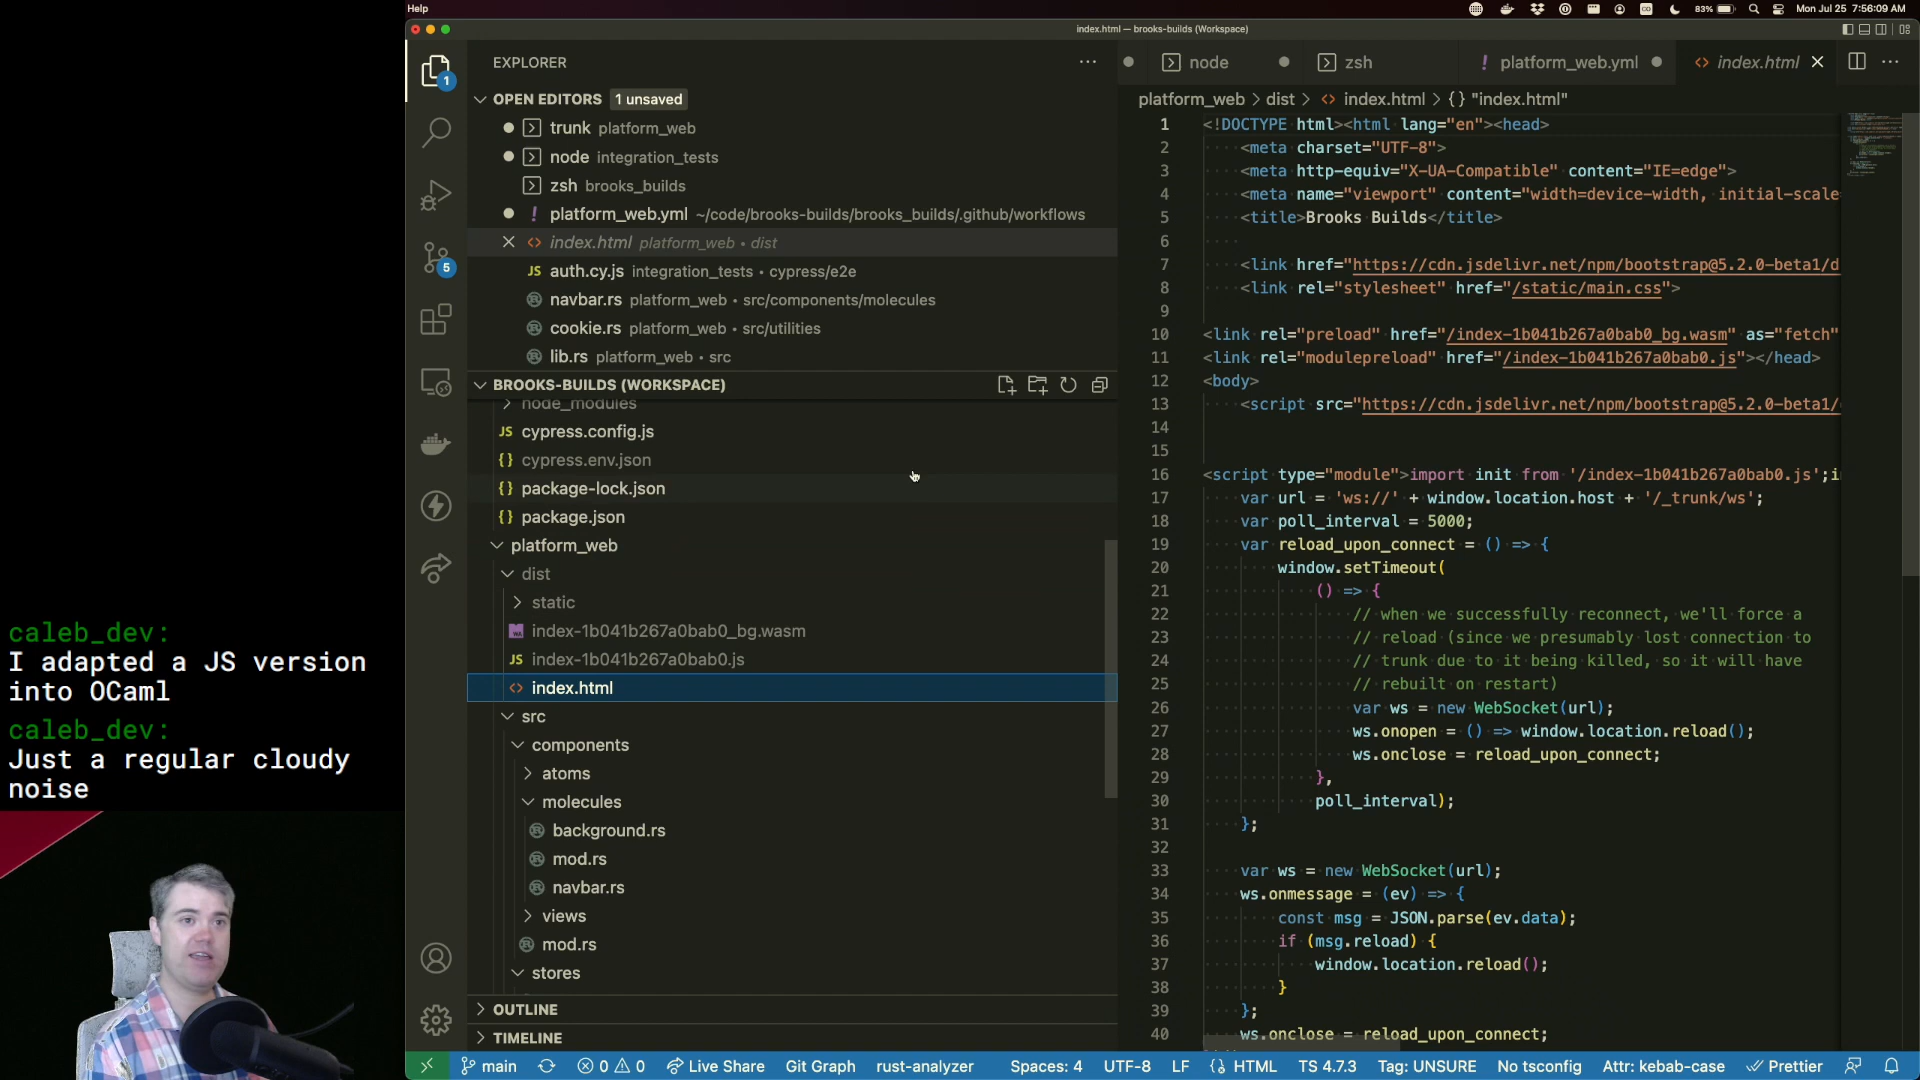 Help
83%
Mon Jul 25 7:56:09 AM
index.html — brooks-builds (Workspace)
EXPLORER
1
OPEN EDITORS 1 unsaved
trunk platform_web
node integration_tests
zsh brooks_builds
platform_web.yml ~/code/brooks-builds/brooks_builds/.github/workflows
index.html platform_web • dist
JS auth.cy.js integration_tests • cypress/e2e
navbar.rs platform_web • src/components/molecules
cookie.rs platform_web • src/utilities
lib.rs platform_web • src
5
BROOKS-BUILDS (WORKSPACE)
node_modules
JS cypress.config.js
{} cypress.env.json
{} package-lock.json
{} package.json
platform_web
dist
static
index-1b041b267a0bab0_bg.wasm
JS index-1b041b267a0bab0.js
<> index.html
src
components
atoms
molecules
background.rs
mod.rs
navbar.rs
views
mod.rs
stores
OUTLINE
TIMELINE
node
zsh
! platform_web.yml
<> index.html
platform_web > dist > <> index.html > {} "index.html"
1 <!DOCTYPE html><html lang="en"><head>
2 <meta charset="UTF-8">
3 <meta http-equiv="X-UA-Compatible" content="IE=edge">
4 <meta name="viewport" content="width=device-width, initial-scale
5 <title>Brooks Builds</title>
6
7 <link href="https://cdn.jsdelivr.net/npm/bootstrap@5.2.0-beta1/d
8 <link rel="stylesheet" href="/static/main.css">
9
10 <link rel="preload" href="/index-1b041b267a0bab0_bg.wasm" as="fetch"
11 <link rel="modulepreload" href="/index-1b041b267a0bab0.js"></head>
12 <body>
13 <script src="https://cdn.jsdelivr.net/npm/bootstrap@5.2.0-beta1/
14
15
16 <script type="module">import init from '/index-1b041b267a0bab0.js';i
17 var url = 'ws://' + window.location.host + '/_trunk/ws';
18 var poll_interval = 5000;
19 var reload_upon_connect = () => {
20 window.setTimeout(
21 () => {
22 // when we successfully reconnect, we'll force a
23 // reload (since we presumably lost connection to
24 // trunk due to it being killed, so it will have
25 // rebuilt on restart)
26 var ws = new WebSocket(url);
27 ws.onopen = () => window.location.reload();
28 ws.onclose = reload_upon_connect;
29 },
30 poll_interval);
31 };
32
33 var ws = new WebSocket(url);
34 ws.onmessage = (ev) => {
35 const msg = JSON.parse(ev.data);
36 if (msg.reload) {
37 window.location.reload();
38 }
39 };
40 ws.onclose = reload_upon_connect;
caleb_dev:
I adapted a JS version
into OCaml
caleb_dev:
Just a regular cloudy
noise
main 0 0 Live Share Git Graph rust-analyzer Spaces: 4 UTF-8 LF HTML TS 4.7.3 Tag: UNSURE No tsconfig Attr: kebab-case Prettier